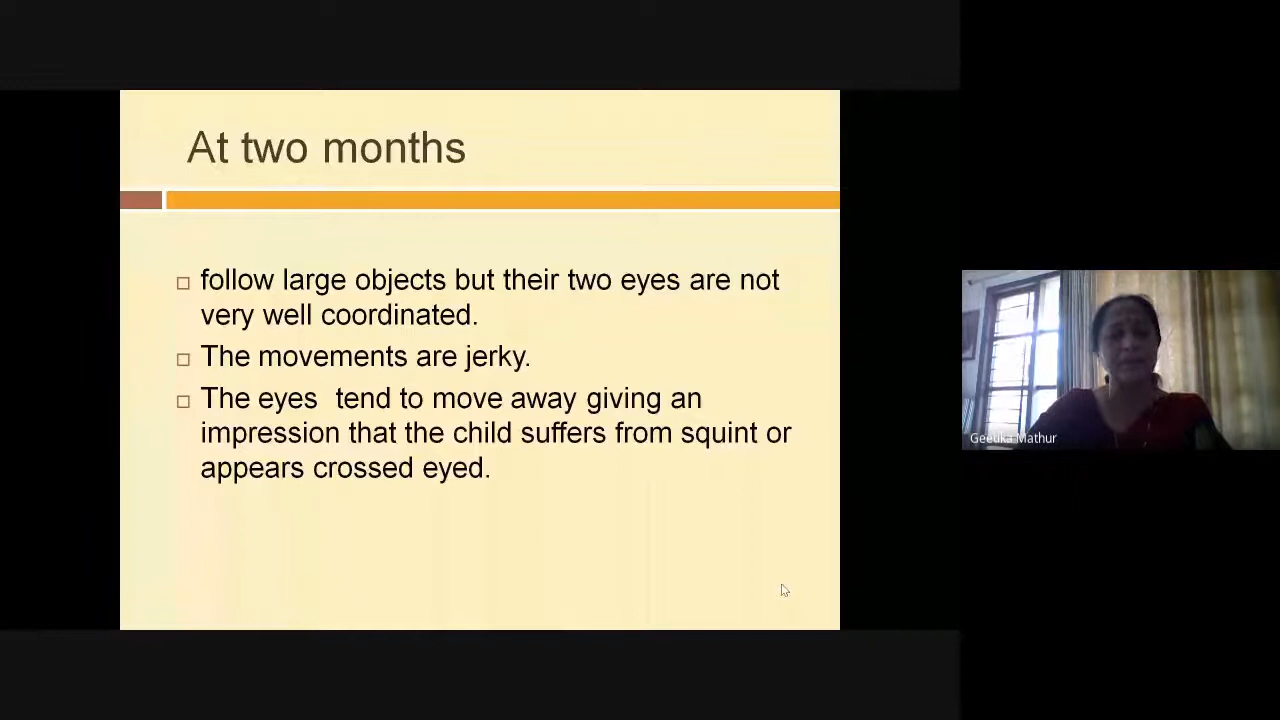 At two months
follow large objects but their two eyes are not
very well coordinated.
The movements are jerky.
The eyes  tend to move away giving an
impression that the child suffers from squint or
appears crossed eyed.
Geetika Mathur